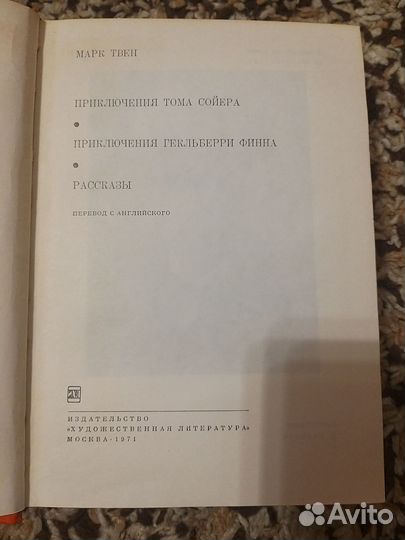 МАРК ТВЕН
ПРИКЛЮЧЕНИЯ ТОМА СОЙЕРА
ПРИКЛЮЧЕНИЯ ГЕКЛЬБЕРРИ ФИННА
РАССКАЗЫ
ПЕРЕВОД С АНГЛИЙСКОГО
ИЗДАТЕЛЬСТВО
«ХУДОЖЕСТВЕННАЯ ЛИТЕРАТУРА»
МОСКВА · 1971
Avito